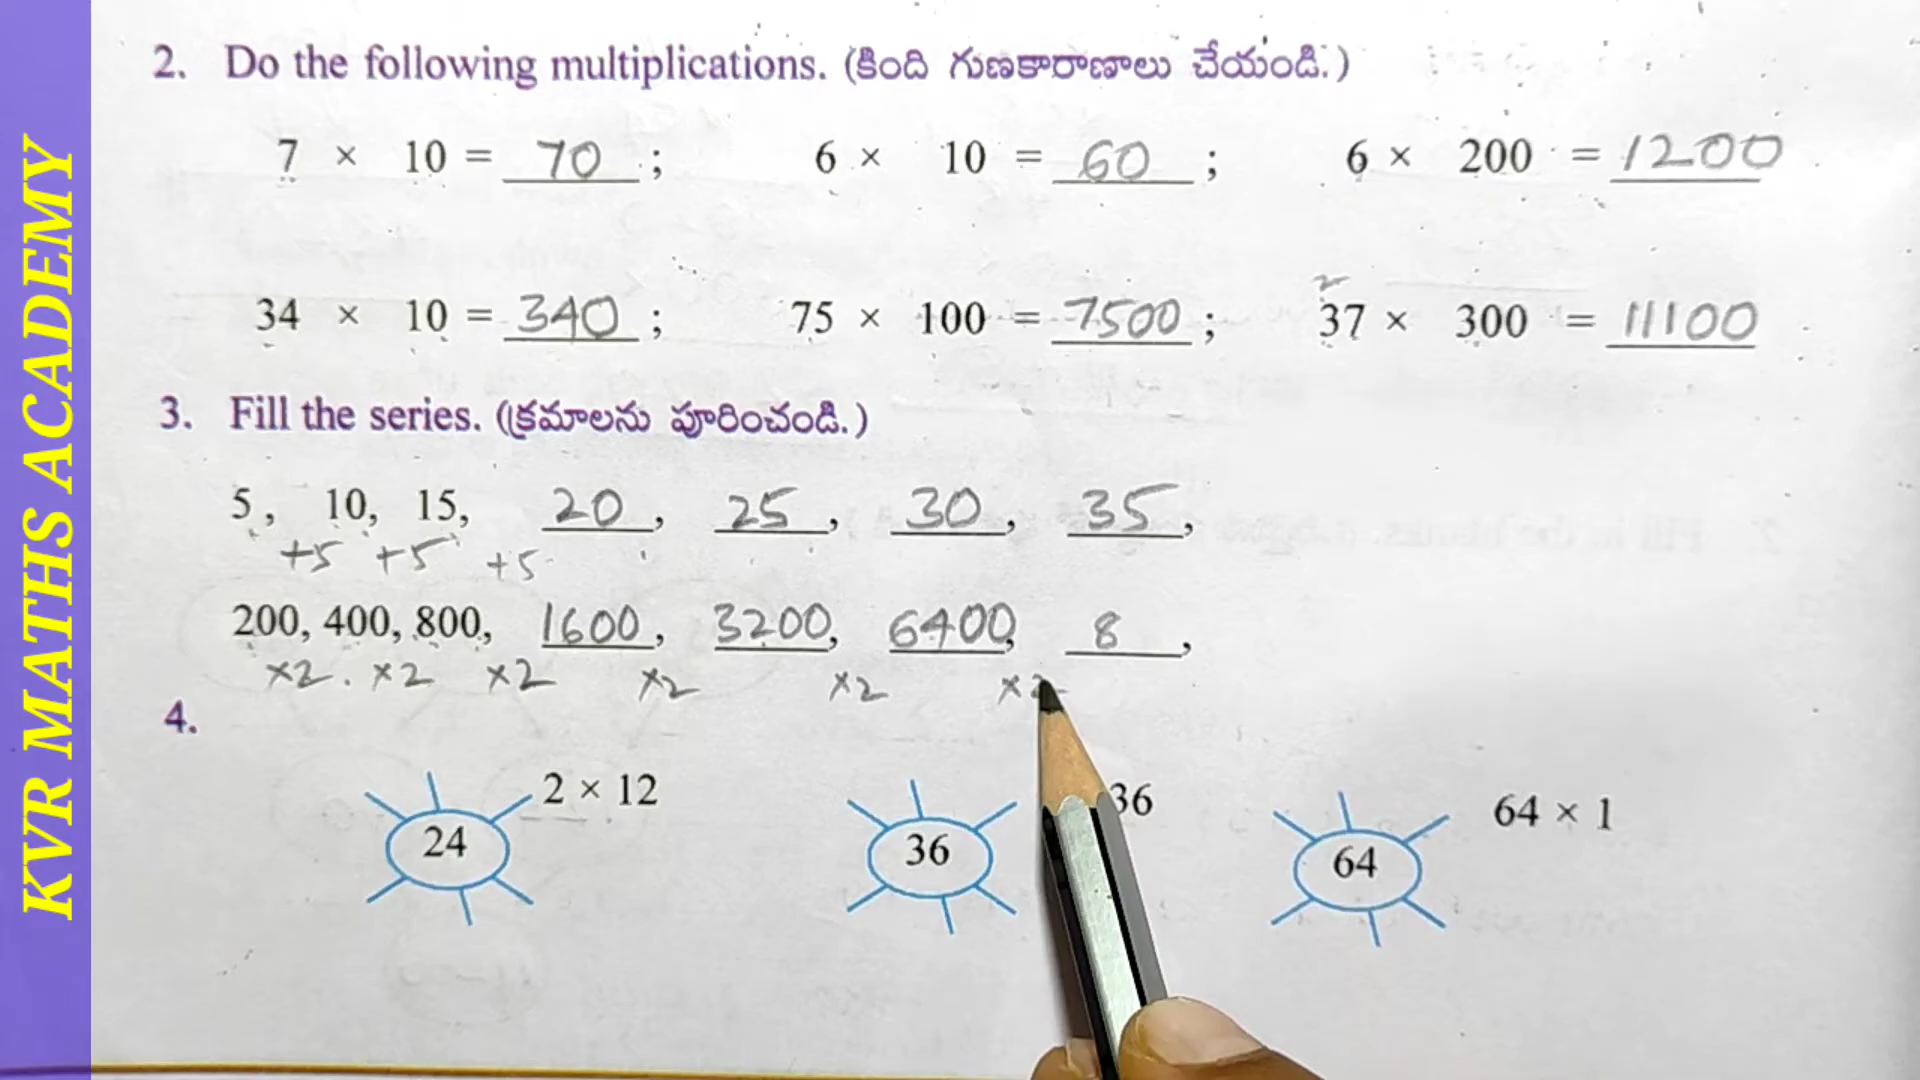 KVR MATHS ACADEMY
2. Do the following multiplications. (కింది గుణకారాణాలు చేయండి.)
7 × 10 = 70 ; 6 × 10 = 60 ; 6 × 200 = 1200
2
34 × 10 = 340 ; 75 × 100 = 7500 ; 37 × 300 = 11100
3. Fill the series. (క్రమాలను పూరించండి.)
5, 10, 15, 20, 25, 30, 35,
+5 +5 +5
200, 400, 800, 1600, 3200, 6400, 8 ,
×2 ×2 ×2 ×2 ×2 ×2
4.
2 × 12 36 64 × 1
24 36 64